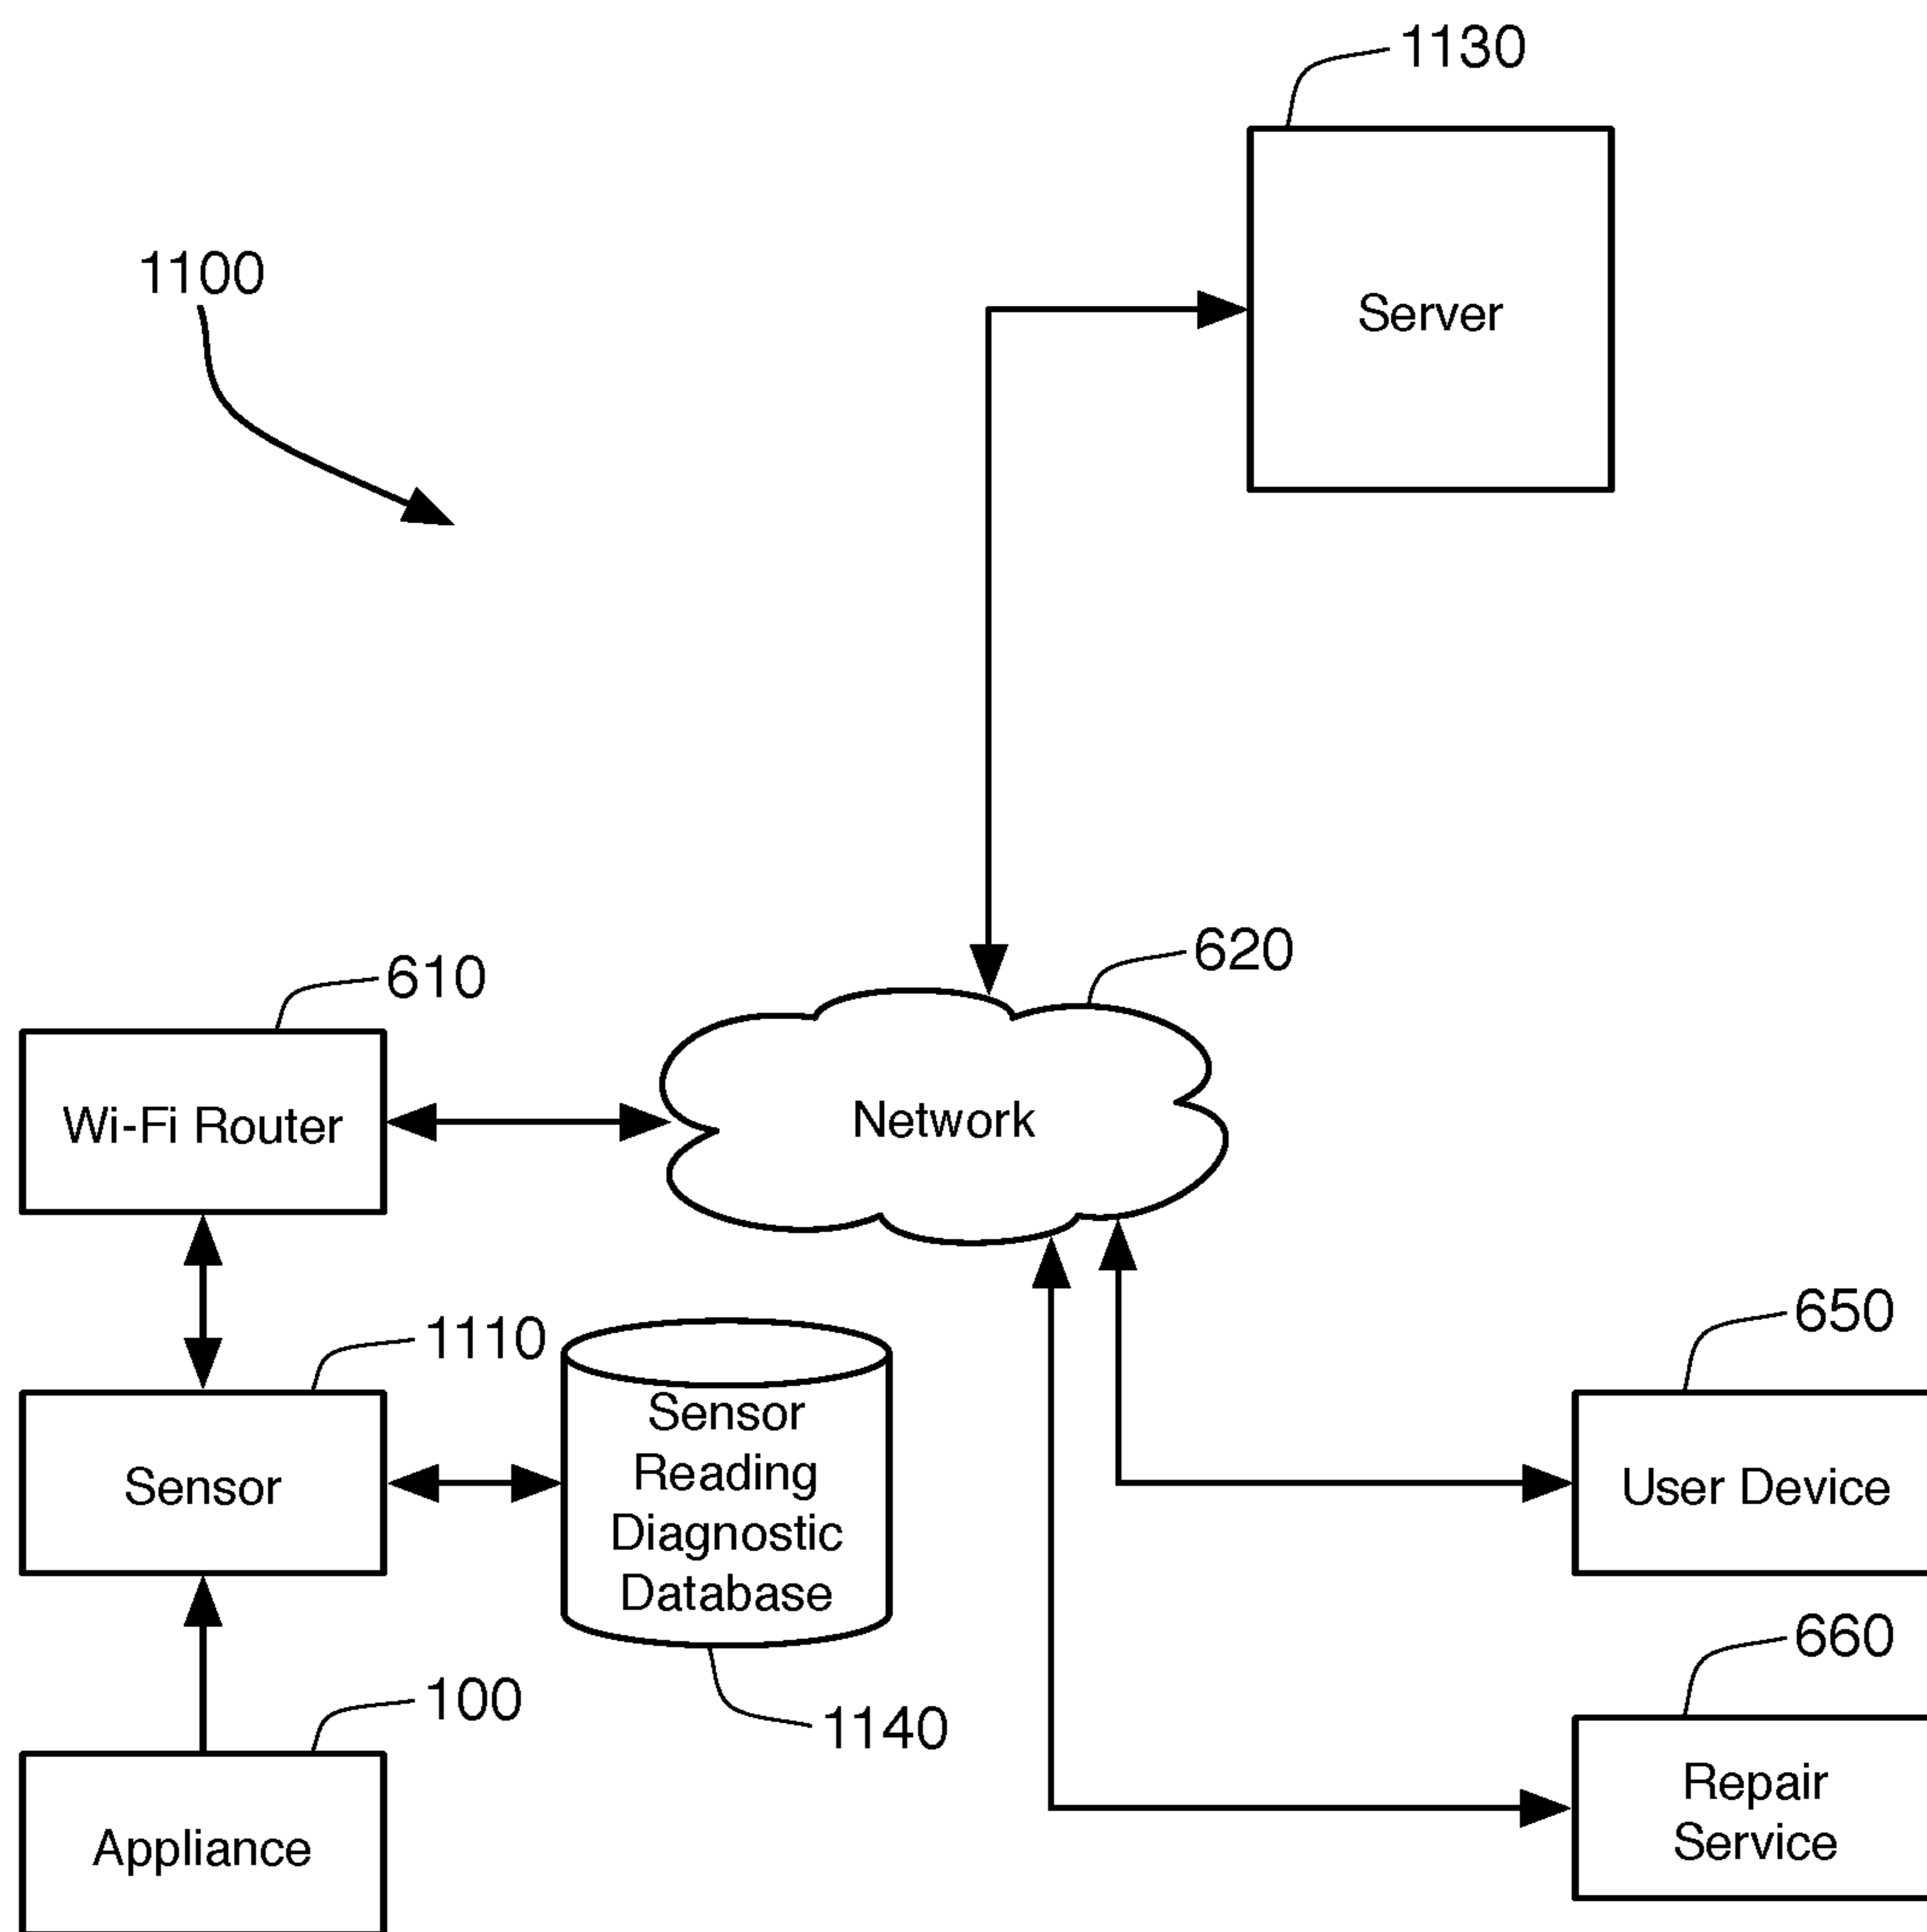 1130
Server
1100
620
610
Network
Wi-Fi Router
650
1110
Sensor
Reading
Diagnostic
Database
Sensor
User Device
660
100
1140
Repair
Service
Appliance